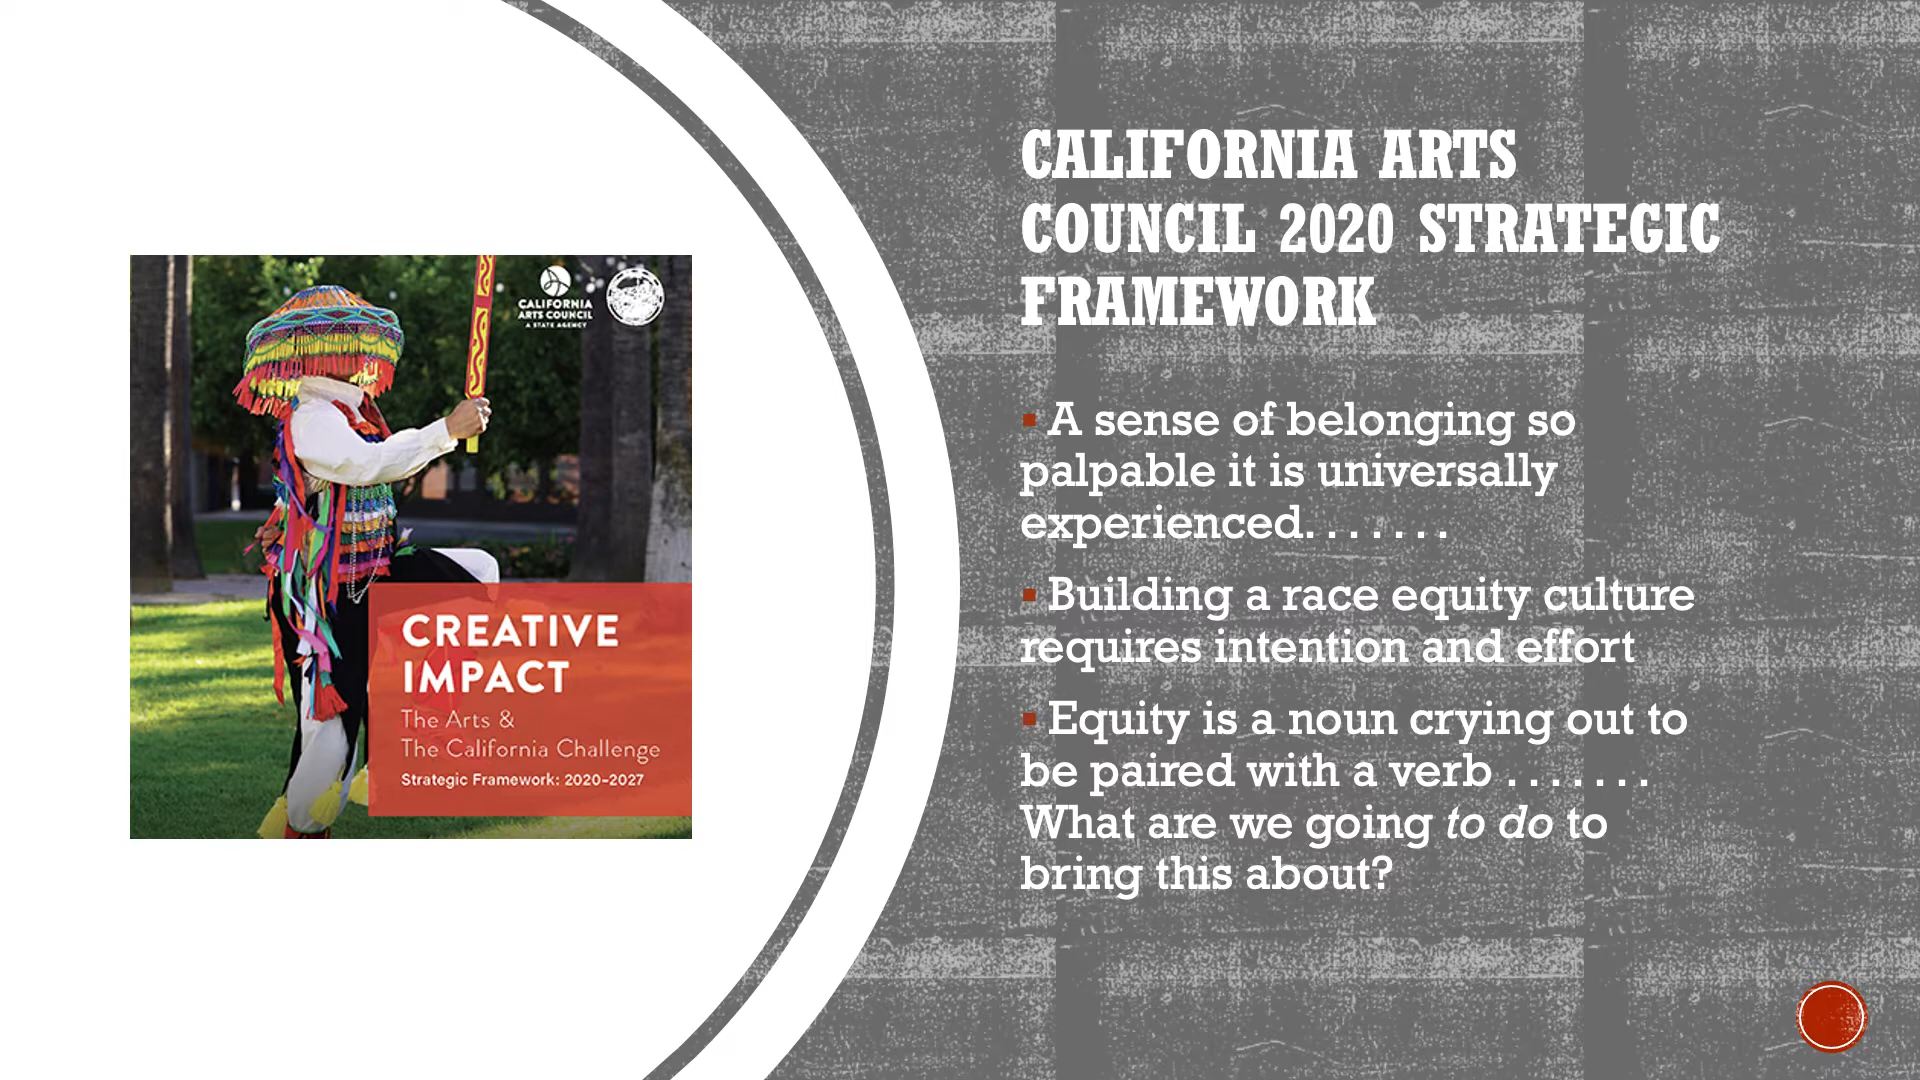 CALIFORNIA
ARTS COUNCIL
A STATE AGENCY
CREATIVE
IMPACT
The Arts &
The California Challenge
Strategic Framework: 2020–2027
CALIFORNIA ARTS
COUNCIL 2020 STRATEGIC
FRAMEWORK
▪ A sense of belonging so
palpable it is universally
experienced. . . . . . .
▪ Building a race equity culture
requires intention and effort
▪ Equity is a noun crying out to
be paired with a verb . . . . . . .
What are we going to do to
bring this about?